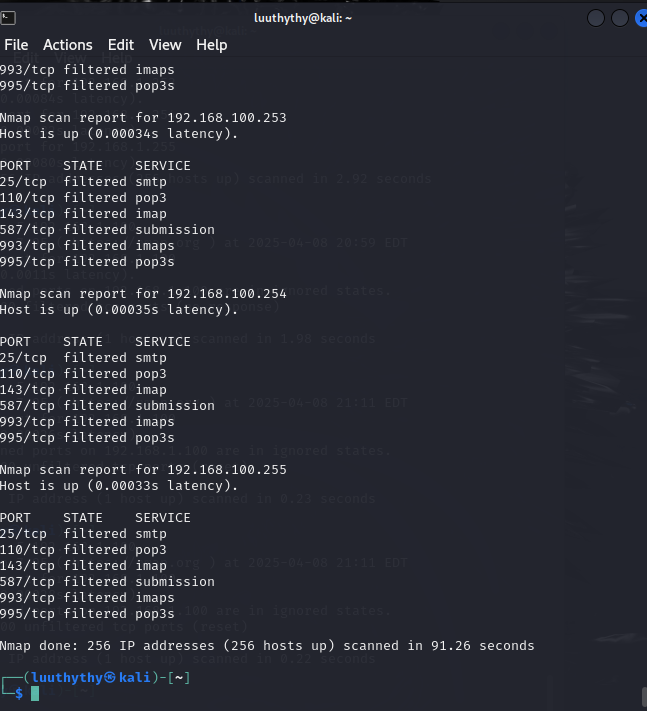 luuthythy@kali: ~
File Actions Edit View Help
993/tcp filtered imaps
995/tcp filtered pop3s
Nmap scan report for 192.168.100.253
Host is up (0.00034s latency).
PORT STATE SERVICE
25/tcp filtered smtp
110/tcp filtered pop3
143/tcp filtered imap
587/tcp filtered submission
993/tcp filtered imaps
995/tcp filtered pop3s
Nmap scan report for 192.168.100.254
Host is up (0.00035s latency).
PORT STATE SERVICE
25/tcp filtered smtp
110/tcp filtered pop3
143/tcp filtered imap
587/tcp filtered submission
993/tcp filtered imaps
995/tcp filtered pop3s
Nmap scan report for 192.168.100.255
Host is up (0.00033s latency).
PORT STATE SERVICE
25/tcp filtered smtp
110/tcp filtered pop3
143/tcp filtered imap
587/tcp filtered submission
993/tcp filtered imaps
995/tcp filtered pop3s
Nmap done: 256 IP addresses (256 hosts up) scanned in 91.26 seconds
┌──(luuthythy㉿kali)-[~]
└─$